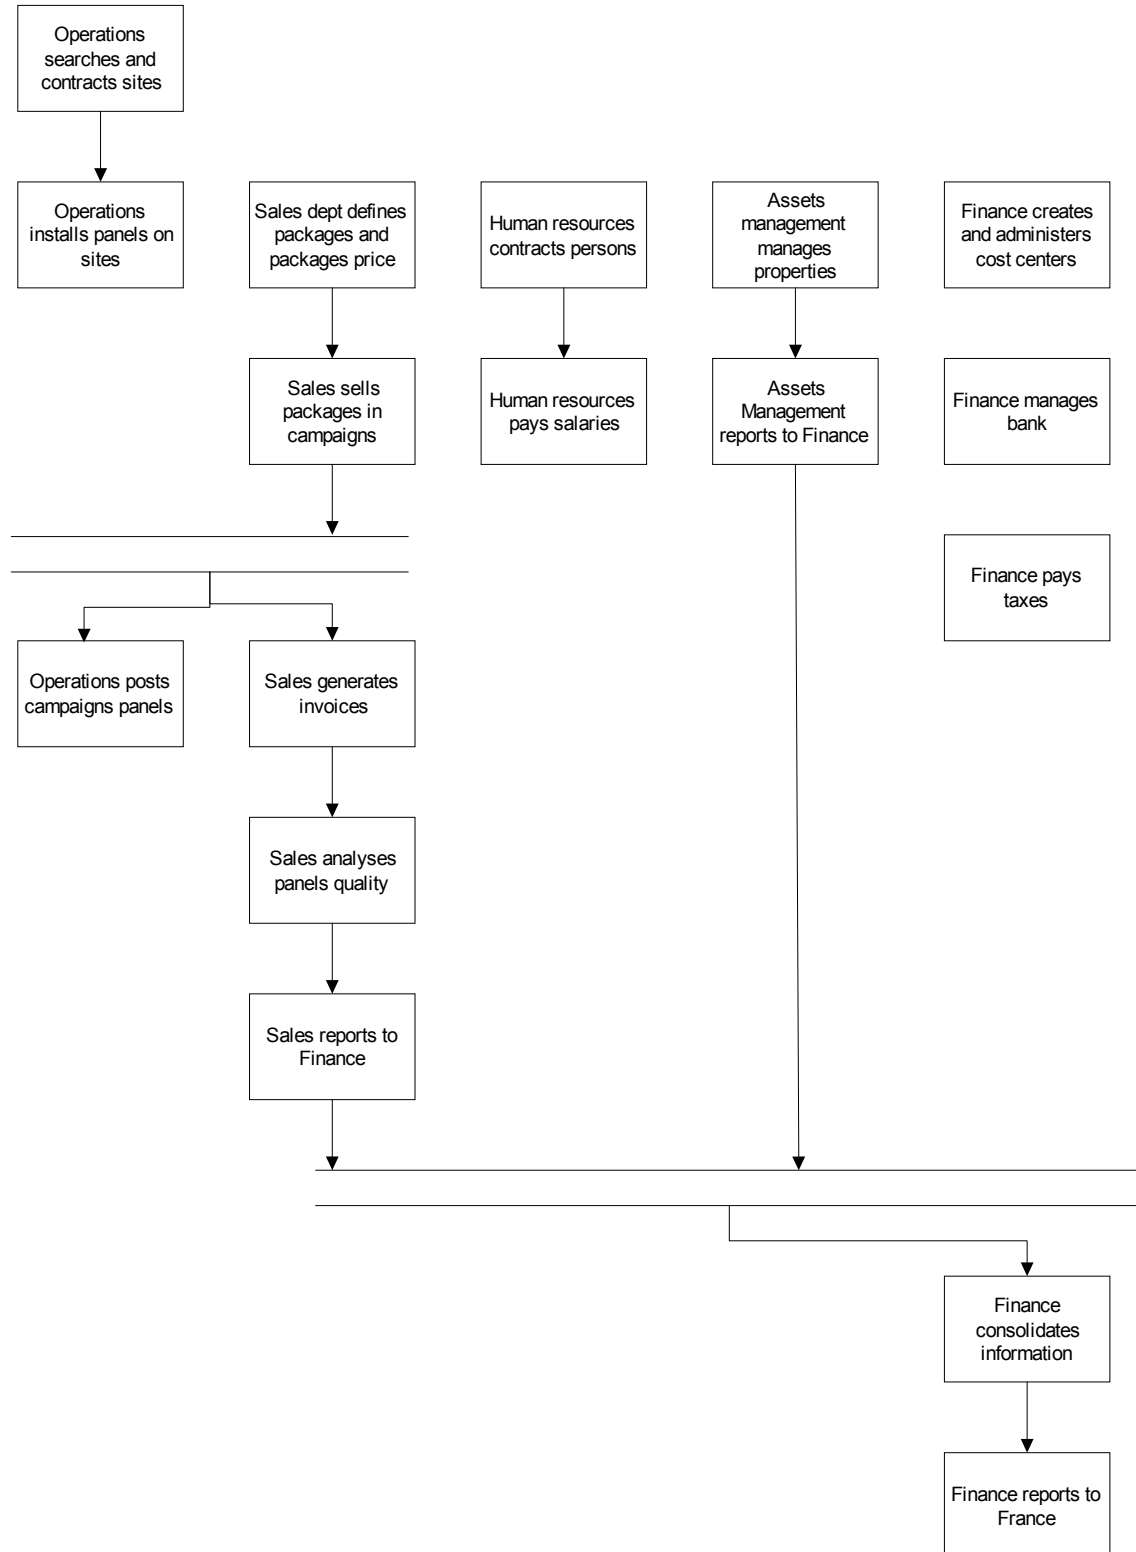 Operations
searches and
contracts sites
Operations
installs panels on
sites
Sales dept defines
packages and
packages price
Human resources
contracts persons
Assets
management
manages
properties
Finance creates
and administers
cost centers
Sales sells
packages in
campaigns
Human resources
pays salaries
Assets
Management
reports to Finance
Finance manages
bank
Finance pays
taxes
Operations posts
campaigns panels
Sales generates
invoices
Sales analyses
panels quality
Sales reports to
Finance
Finance
consolidates
information
Finance reports to
France